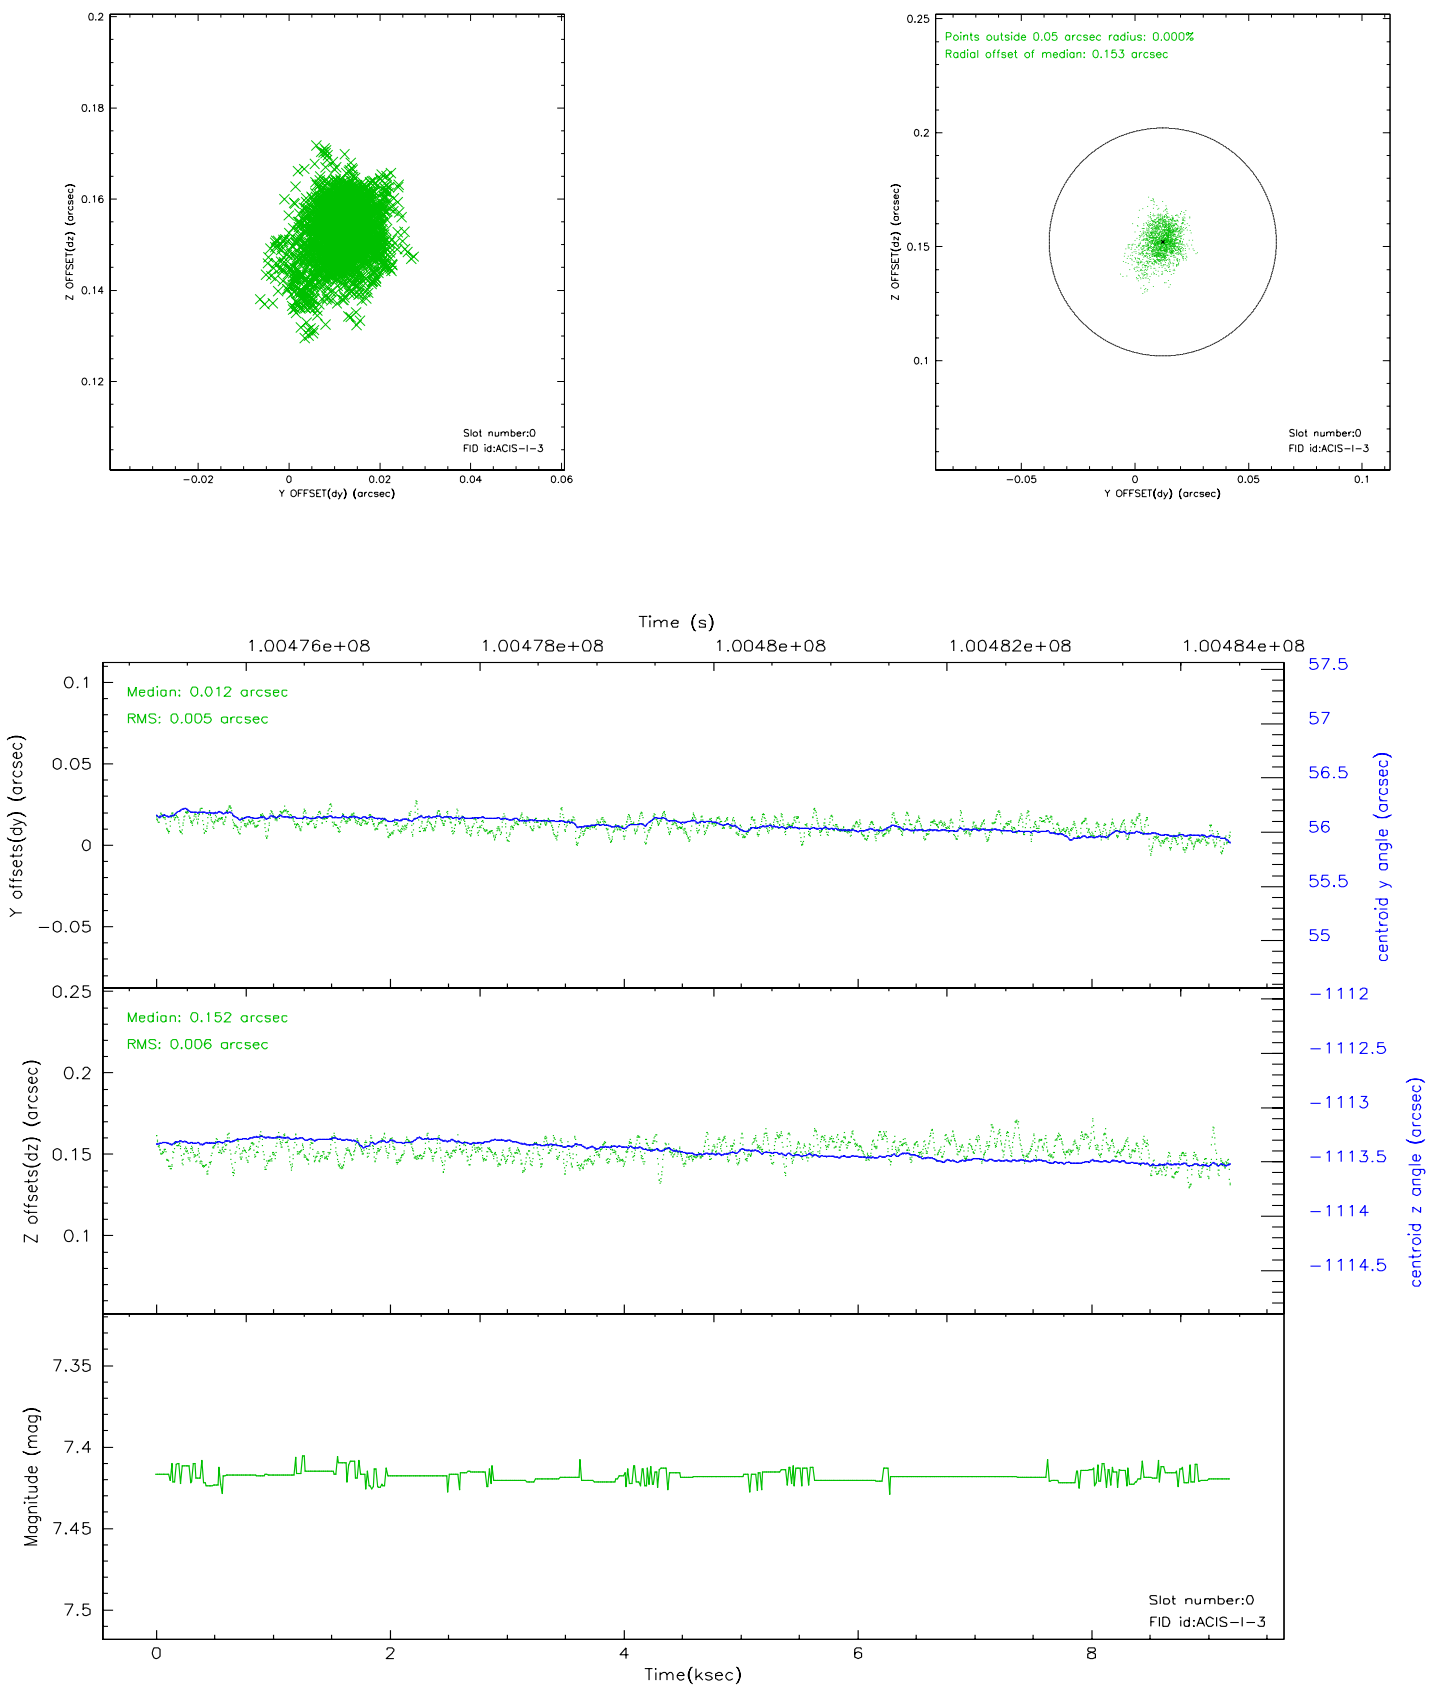 0.2
0.18
0.16
0.14
0.12
Z OFFSET(dz) (arcsec)
−0.02
0
0.02
0.04
0.06
Y OFFSET(dy) (arcsec)
Slot number:0
FID id:ACIS−I−3
Points outside 0.05 arcsec radius: 0.000%
Radial offset of median: 0.153 arcsec
0.25
0.2
0.15
0.1
Z OFFSET(dz) (arcsec)
−0.05
0
0.05
0.1
Y OFFSET(dy) (arcsec)
Slot number:0
FID id:ACIS−I−3
Time (s)
1.00476e+08
1.00478e+08
1.0048e+08
1.00482e+08
1.00484e+08
Median: 0.012 arcsec
RMS: 0.005 arcsec
0.1
0.05
0
−0.05
Y offsets(dy) (arcsec)
57.5
57
56.5
56
55.5
55
centroid y angle (arcsec)
Median: 0.152 arcsec
RMS: 0.006 arcsec
0.25
0.2
0.15
0.1
Z offsets(dz) (arcsec)
−1112
−1112.5
−1113
−1113.5
−1114
−1114.5
centroid z angle (arcsec)
7.35
7.4
7.45
7.5
Magnitude (mag)
Slot number:0
FID id:ACIS−I−3
0
2
4
6
8
Time(ksec)